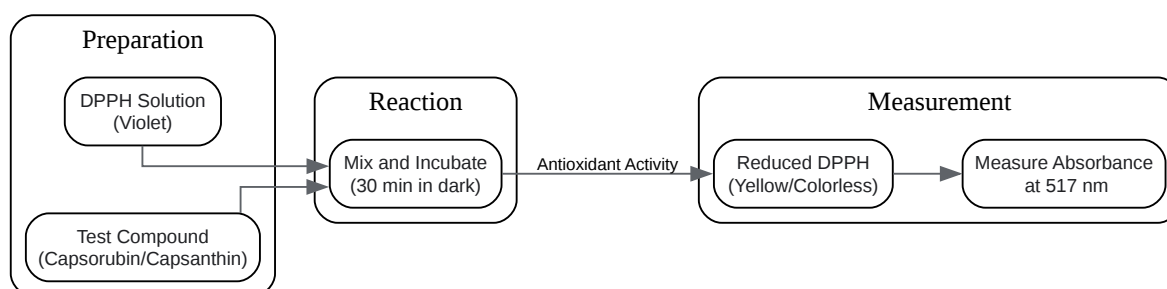 Preparation
DPPH Solution
(Violet)
Test Compound
(Capsorubin/Capsanthin)
Reaction
Mix and Incubate
(30 min in dark)
Antioxidant Activity
Measurement
Reduced DPPH
(Yellow/Colorless)
Measure Absorbance
at 517 nm